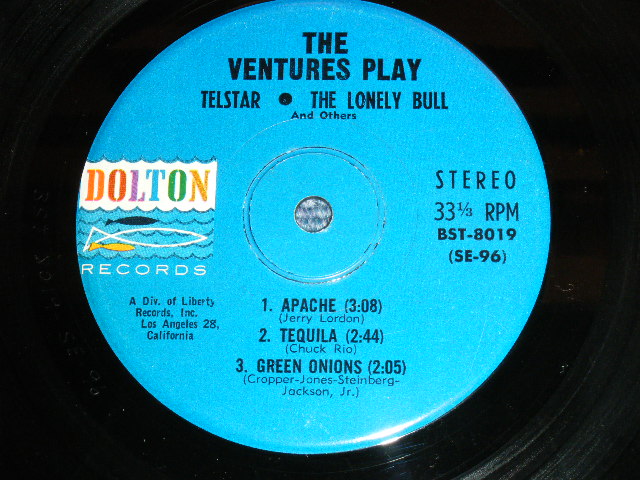 THE
VENTURES PLAY
TELSTAR • THE LONELY BULL
And Others
DOLTON
RECORDS
STEREO
33⅓ RPM
BST-8019
(SE-96)
A Div. of Liberty
Records, Inc.
Los Angeles 28,
California
1. APACHE (3:08)
(Jerry Lordon)
2. TEQUILA (2:44)
(Chuck Rio)
3. GREEN ONIONS (2:05)
(Cropper-Jones-Steinberg-
Jackson, Jr.)